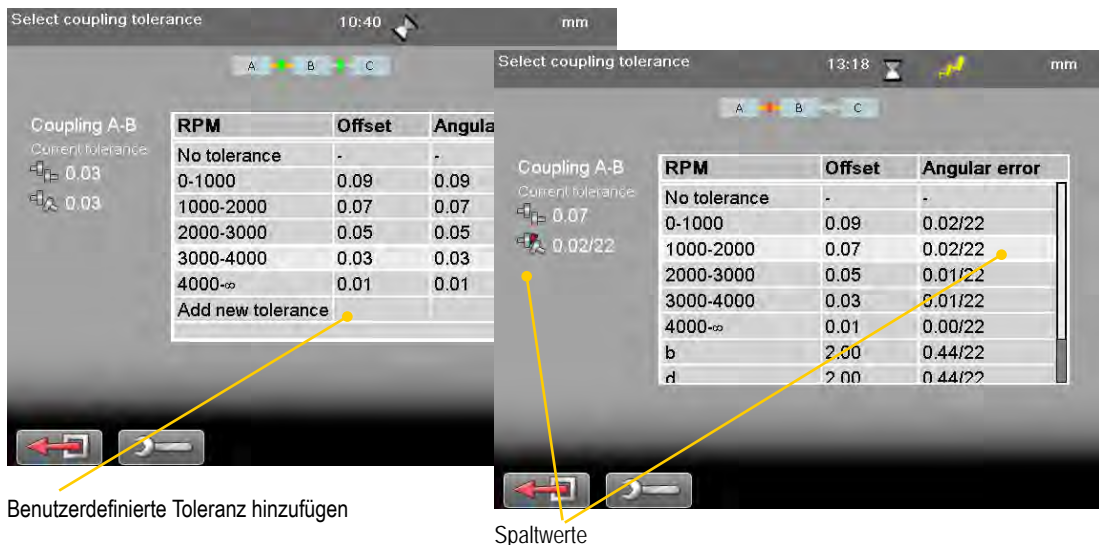 Select coupling tolerance 10:40 mm
A B C
Coupling A-B
Current tolerance
0.03
0.03
RPM Offset Angula
No tolerance - -
0-1000 0.09 0.09
1000-2000 0.07 0.07
2000-3000 0.05 0.05
3000-4000 0.03 0.03
4000-∞ 0.01 0.01
Add new tolerance
Benutzerdefinierte Toleranz hinzufügen
Select coupling tolerance 13:18 mm
A B C
Coupling A-B
Current tolerance
0.07
0.02/22
RPM Offset Angular error
No tolerance - -
0-1000 0.09 0.02/22
1000-2000 0.07 0.02/22
2000-3000 0.05 0.01/22
3000-4000 0.03 0.01/22
4000-∞ 0.01 0.00/22
b 2.00 0.44/22
d 2.00 0.44/22
Spaltwerte